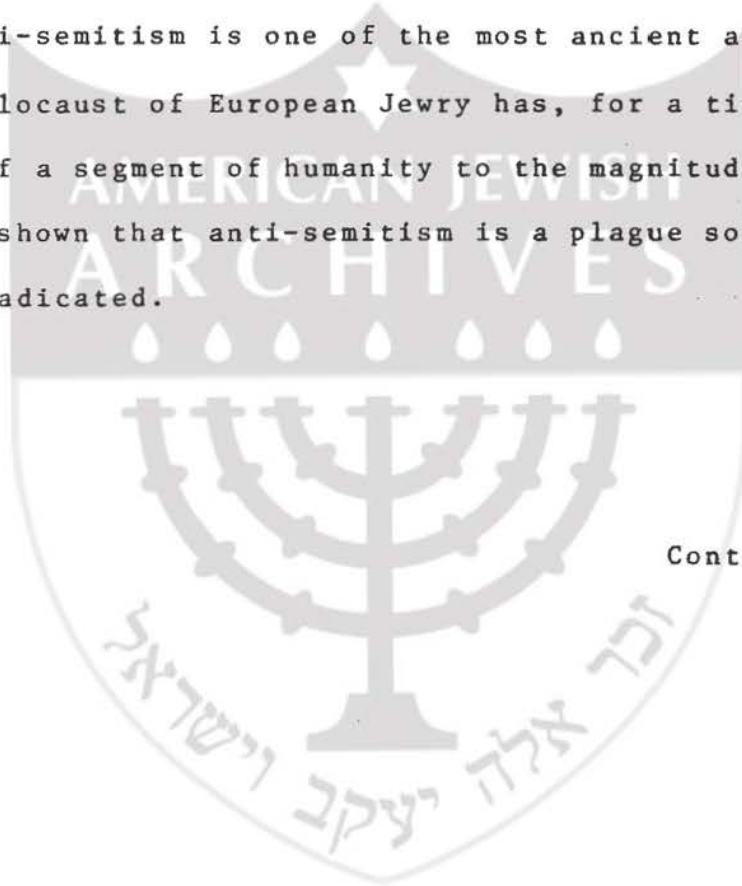 i-semitism is one of the most ancient a
locaust of European Jewry has, for a ti
f a segment of humanity to the magnitud
AMERICAN JEWISH
shown that anti-semitism is a plague so
ARCHIVES
adicated.
Cont
זכר אלה יעקב וישראל